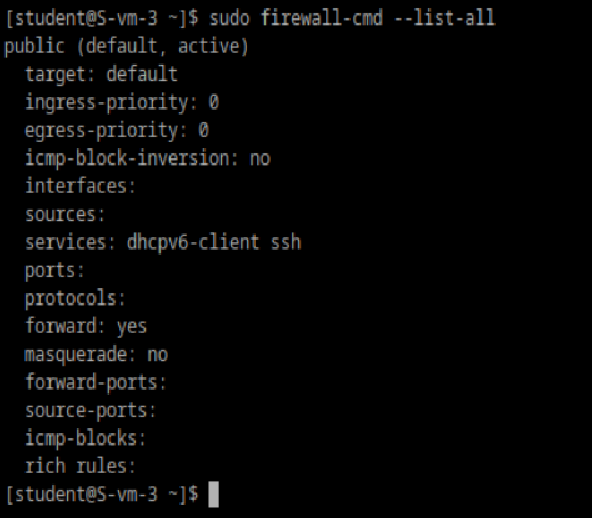 [student@S-vm-3 ~]$ sudo firewall-cmd --list-all
public (default, active)
  target: default
  ingress-priority: 0
  egress-priority: 0
  icmp-block-inversion: no
  interfaces:
  sources:
  services: dhcpv6-client ssh
  ports:
  protocols:
  forward: yes
  masquerade: no
  forward-ports:
  source-ports:
  icmp-blocks:
  rich rules:
[student@S-vm-3 ~]$